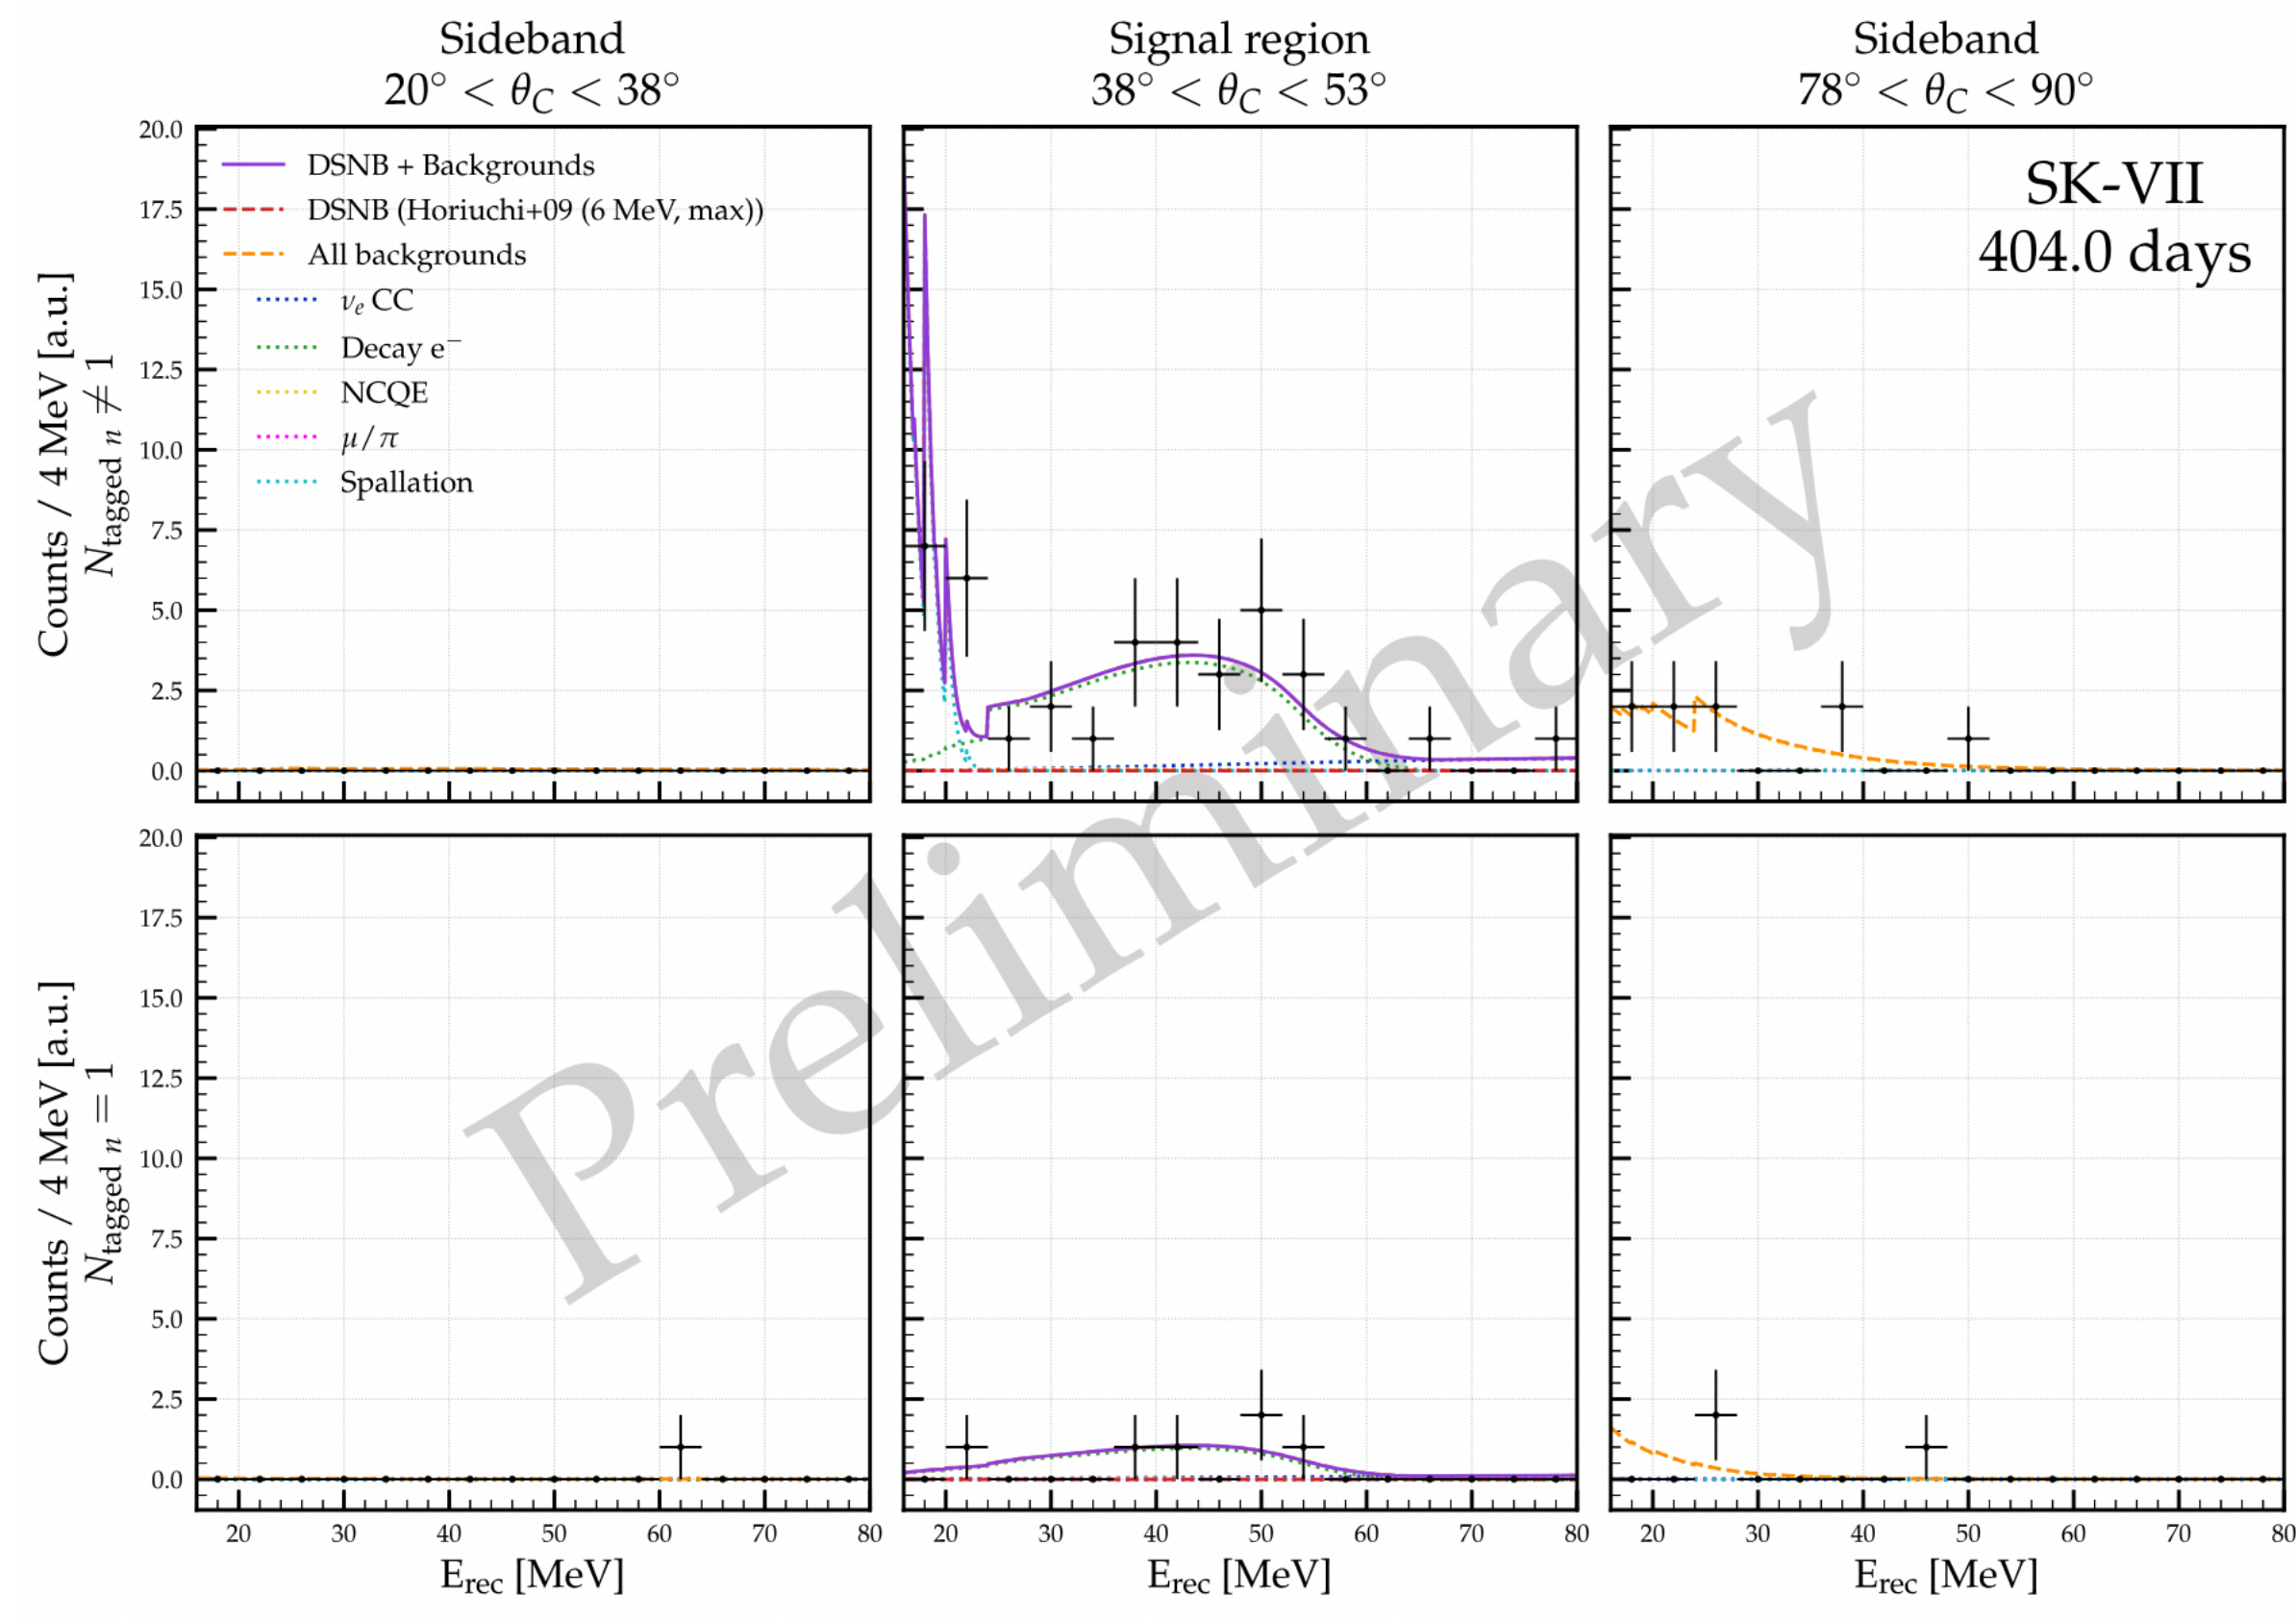 Sideband
20° < θ_C < 38°
Signal region
38° < θ_C < 53°
Sideband
78° < θ_C < 90°
Counts / 4 MeV [a.u.]
N_tagged n ≠ 1
20.0
17.5
15.0
12.5
10.0
7.5
5.0
2.5
0.0
DSNB + Backgrounds
DSNB (Horiuchi+09 (6 MeV, max))
All backgrounds
ν_e CC
Decay e⁻
NCQE
μ/π
Spallation
SK-VII
404.0 days
Preliminary
Counts / 4 MeV [a.u.]
N_tagged n = 1
20.0
17.5
15.0
12.5
10.0
7.5
5.0
2.5
0.0
20 30 40 50 60 70 80
20 30 40 50 60 70 80
20 30 40 50 60 70 80
E_rec [MeV]
E_rec [MeV]
E_rec [MeV]